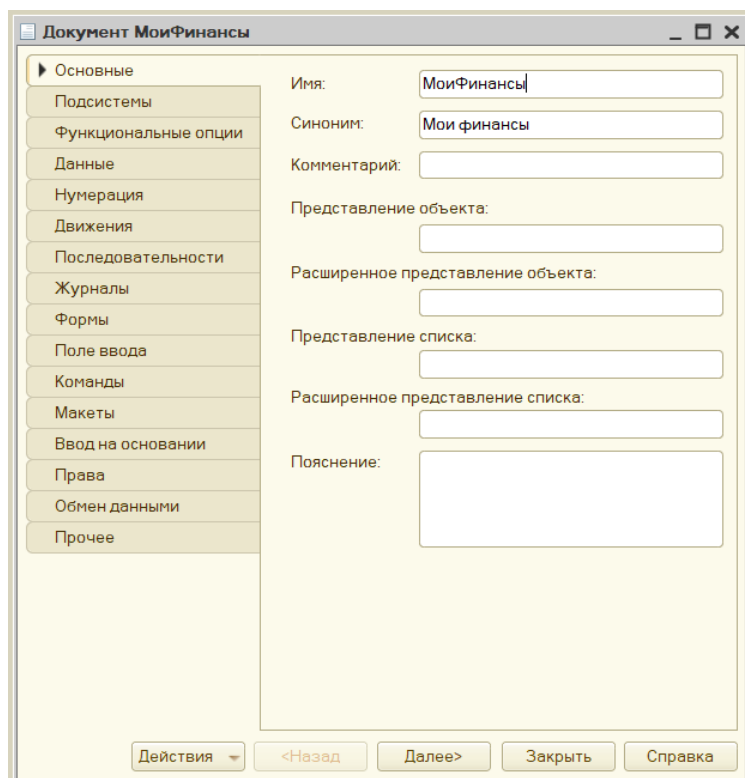 Документ МоиФинансы
Основные
Подсистемы
Функциональные опции
Данные
Нумерация
Движения
Последовательности
Журналы
Формы
Поле ввода
Команды
Макеты
Ввод на основании
Права
Обмен данными
Прочее
Имя: МоиФинансы
Синоним: Мои финансы
Комментарий:
Представление объекта:
Расширенное представление объекта:
Представление списка:
Расширенное представление списка:
Пояснение:
Действия <Назад Далее> Закрыть Справка